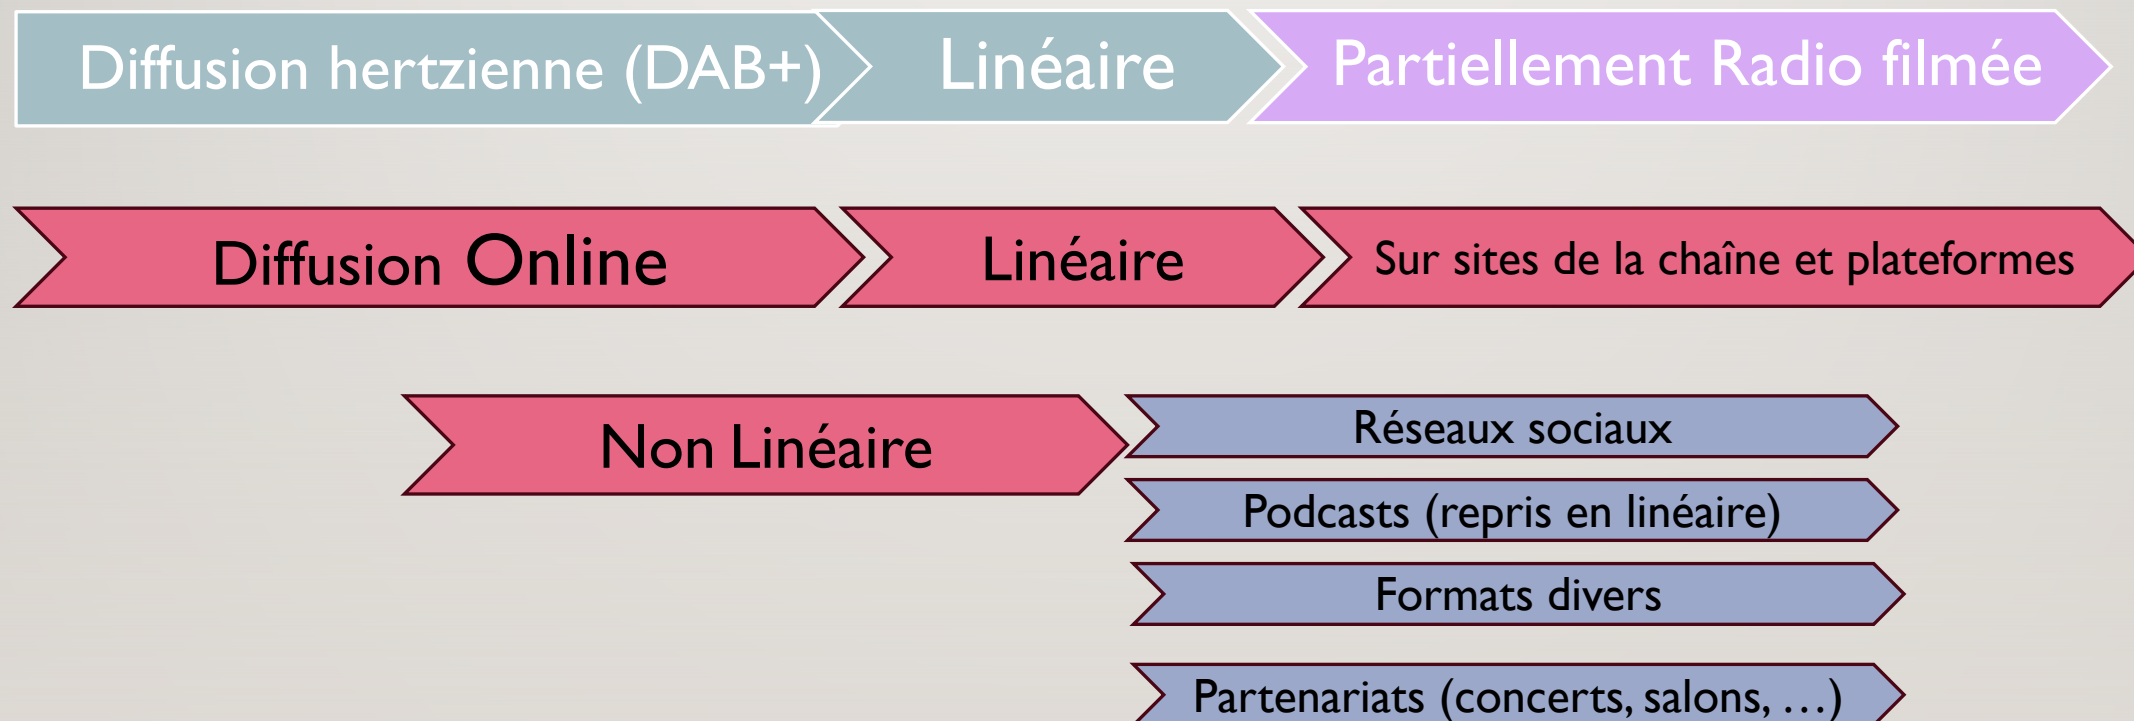 Diffusion hertzienne (DAB+)
Linéaire
Partiellement Radio filmée
Diffusion Online
Linéaire
Sur sites de la chaîne et plateformes
Non Linéaire
Réseaux sociaux
Podcasts (repris en linéaire)
Formats divers
Partenariats (concerts, salons, …)